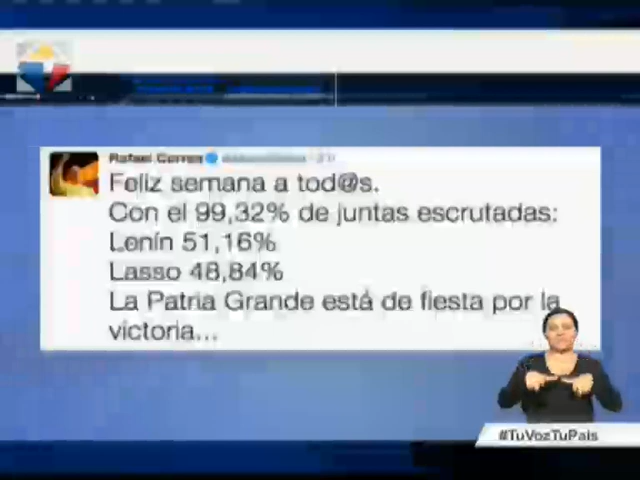 Rafael Correa
Feliz semana a tod@s.
Con el 99,32% de juntas escrutadas:
Lenín 51,16%
Lasso 48,84%
La Patria Grande está de fiesta por la
victoria...
#TuVozTuPaís